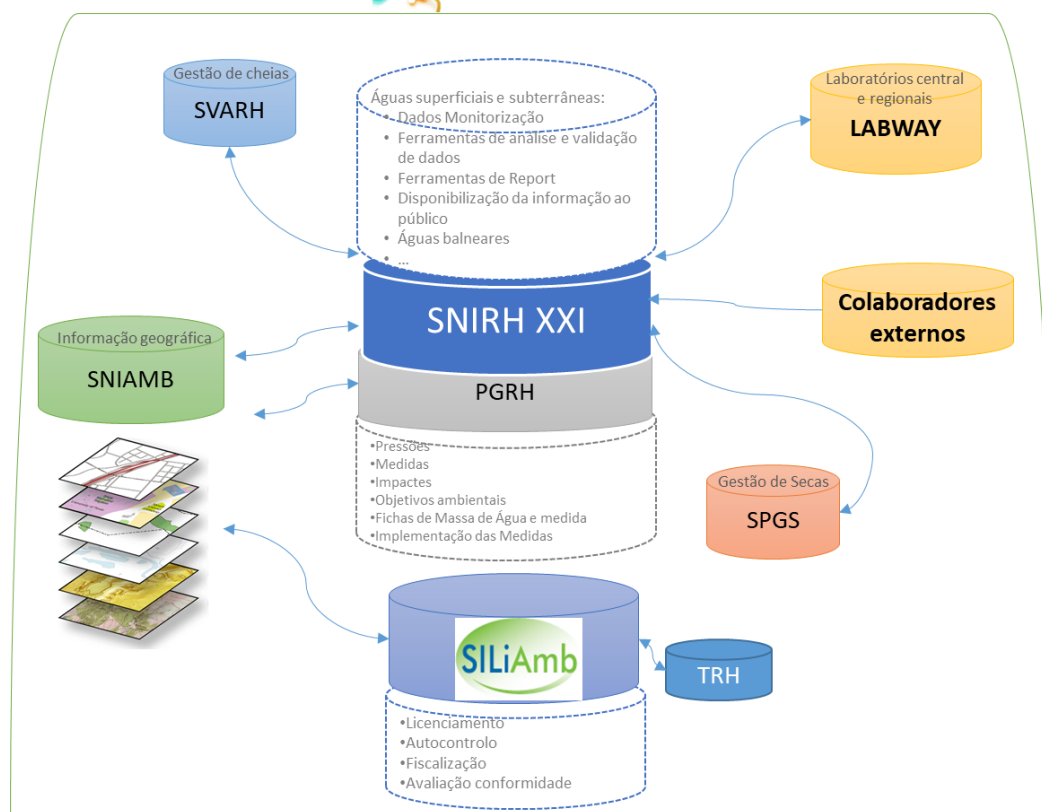 Gestão de cheias
SVARH
Águas superficiais e subterrâneas:
• Dados Monitorização
• Ferramentas de análise e validação
de dados
• Ferramentas de Report
• Disponibilização da informação ao
público
• Águas balneares
• ...
Laboratórios central
e regionais
LABWAY
SNIRH XXI
Colaboradores
externos
Informação geográfica
SNIAMB
PGRH
•Pressões
•Medidas
•Impactes
•Objetivos ambientais
•Fichas de Massa de Água e medida
•Implementação das Medidas
Gestão de Secas
SPGS
SILiAmb
TRH
•Licenciamento
•Autocontrolo
•Fiscalização
•Avaliação conformidade